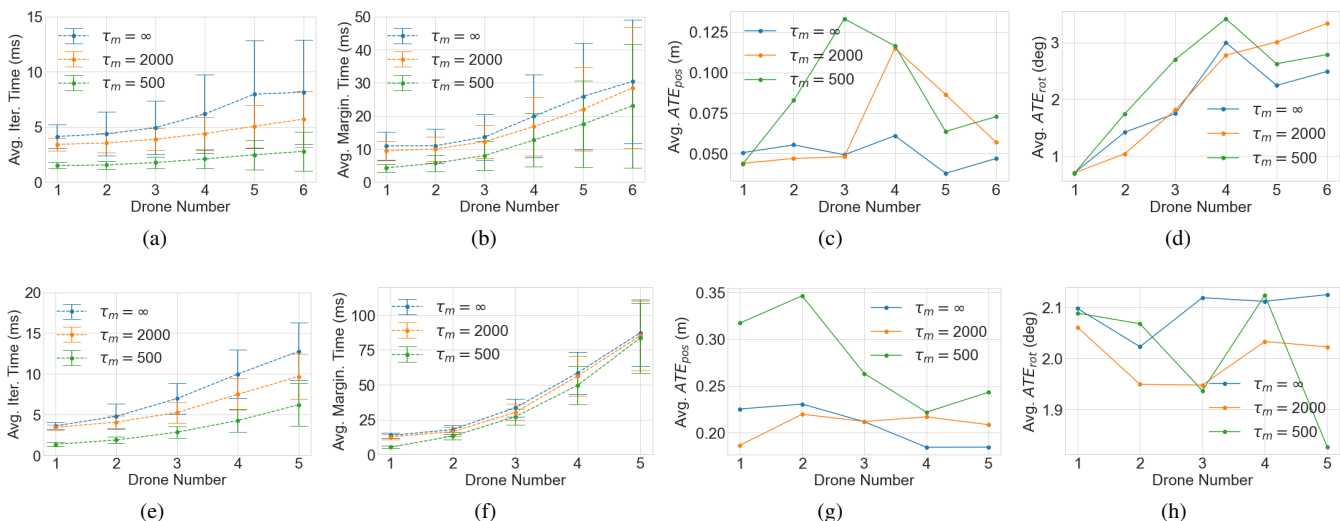 Avg. Iter. Time (ms)
15
10
5
0
τm = ∞
τm = 2000
τm = 500
1 2 3 4 5 6
Drone Number
(a)
Avg. Margin. Time (ms)
50
40
30
20
10
0
τm = ∞
τm = 2000
τm = 500
1 2 3 4 5 6
Drone Number
(b)
Avg. ATEpos (m)
0.125
0.100
0.075
0.050
τm = ∞
τm = 2000
τm = 500
1 2 3 4 5 6
Drone Number
(c)
Avg. ATErot (deg)
3
2
1
τm = ∞
τm = 2000
τm = 500
1 2 3 4 5 6
Drone Number
(d)
Avg. Iter. Time (ms)
20
15
10
5
0
τm = ∞
τm = 2000
τm = 500
1 2 3 4 5
Drone Number
(e)
Avg. Margin. Time (ms)
100
75
50
25
0
τm = ∞
τm = 2000
τm = 500
1 2 3 4 5
Drone Number
(f)
Avg. ATEpos (m)
0.35
0.30
0.25
0.20
τm = ∞
τm = 2000
τm = 500
1 2 3 4 5
Drone Number
(g)
Avg. ATErot (deg)
2.1
2.0
1.9
τm = ∞
τm = 2000
τm = 500
1 2 3 4 5
Drone Number
(h)